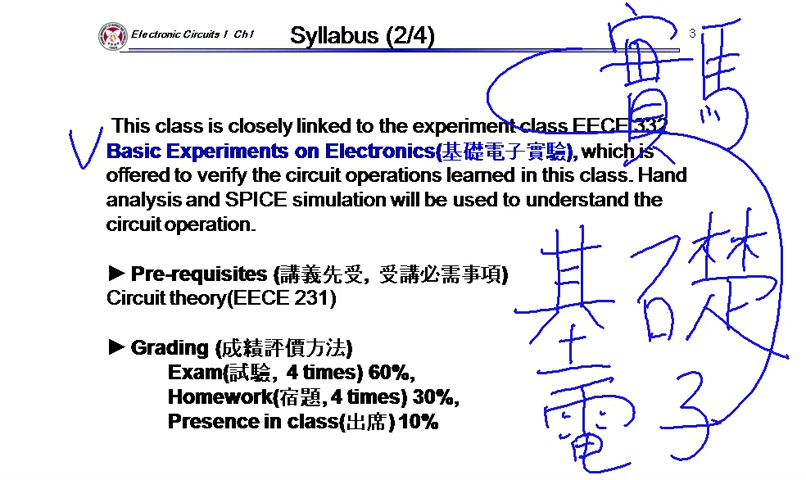 Electronic Circuits 1 Ch1
Syllabus (2/4)
3
This class is closely linked to the experiment class EECE 332
Basic Experiments on Electronics(基礎電子實驗), which is
offered to verify the circuit operations learned in this class. Hand
analysis and SPICE simulation will be used to understand the
circuit operation.
► Pre-requisites (講義先受, 受講必需事項)
Circuit theory(EECE 231)
► Grading (成績評價方法)
Exam(試驗, 4 times) 60%,
Homework(宿題, 4 times) 30%,
Presence in class(出席) 10%
基礎
電子
實